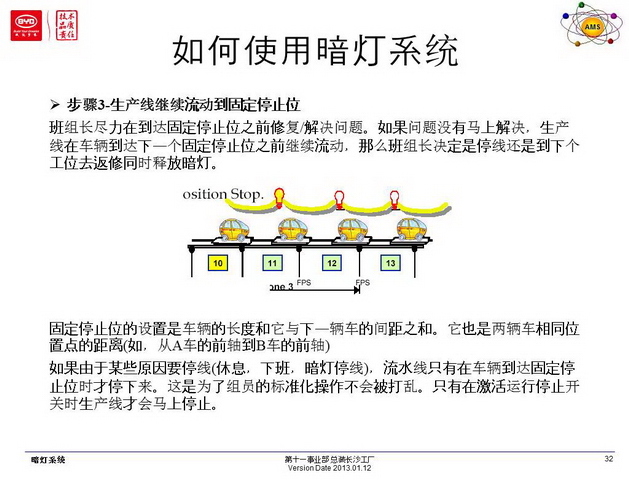 BYD
技术
品质
责任
AMS
如何使用暗灯系统
➢ 步骤3-生产线继续流动到固定停止位
班组长尽力在到达固定停止位之前修复/解决问题。如果问题没有马上解决，生产
线在车辆到达下一个固定停止位之前继续流动，那么班组长决定是停线还是到下个
工位去返修同时释放暗灯。
osition Stop.
10 11 12 13
FPS FPS
one 3
固定停止位的设置是车辆的长度和它与下一辆车的间距之和。它也是两辆车相同位
置点的距离(如，从A车的前轴到B车的前轴)
如果由于某些原因要停线(休息，下班，暗灯停线)，流水线只有在车辆到达固定停
止位时才停下来。这是为了组员的标准化操作不会被打乱。只有在激活运行停止开
关时生产线才会马上停止。
暗灯系统
第十一事业部总装长沙工厂
Version Date 2013.01.12
32